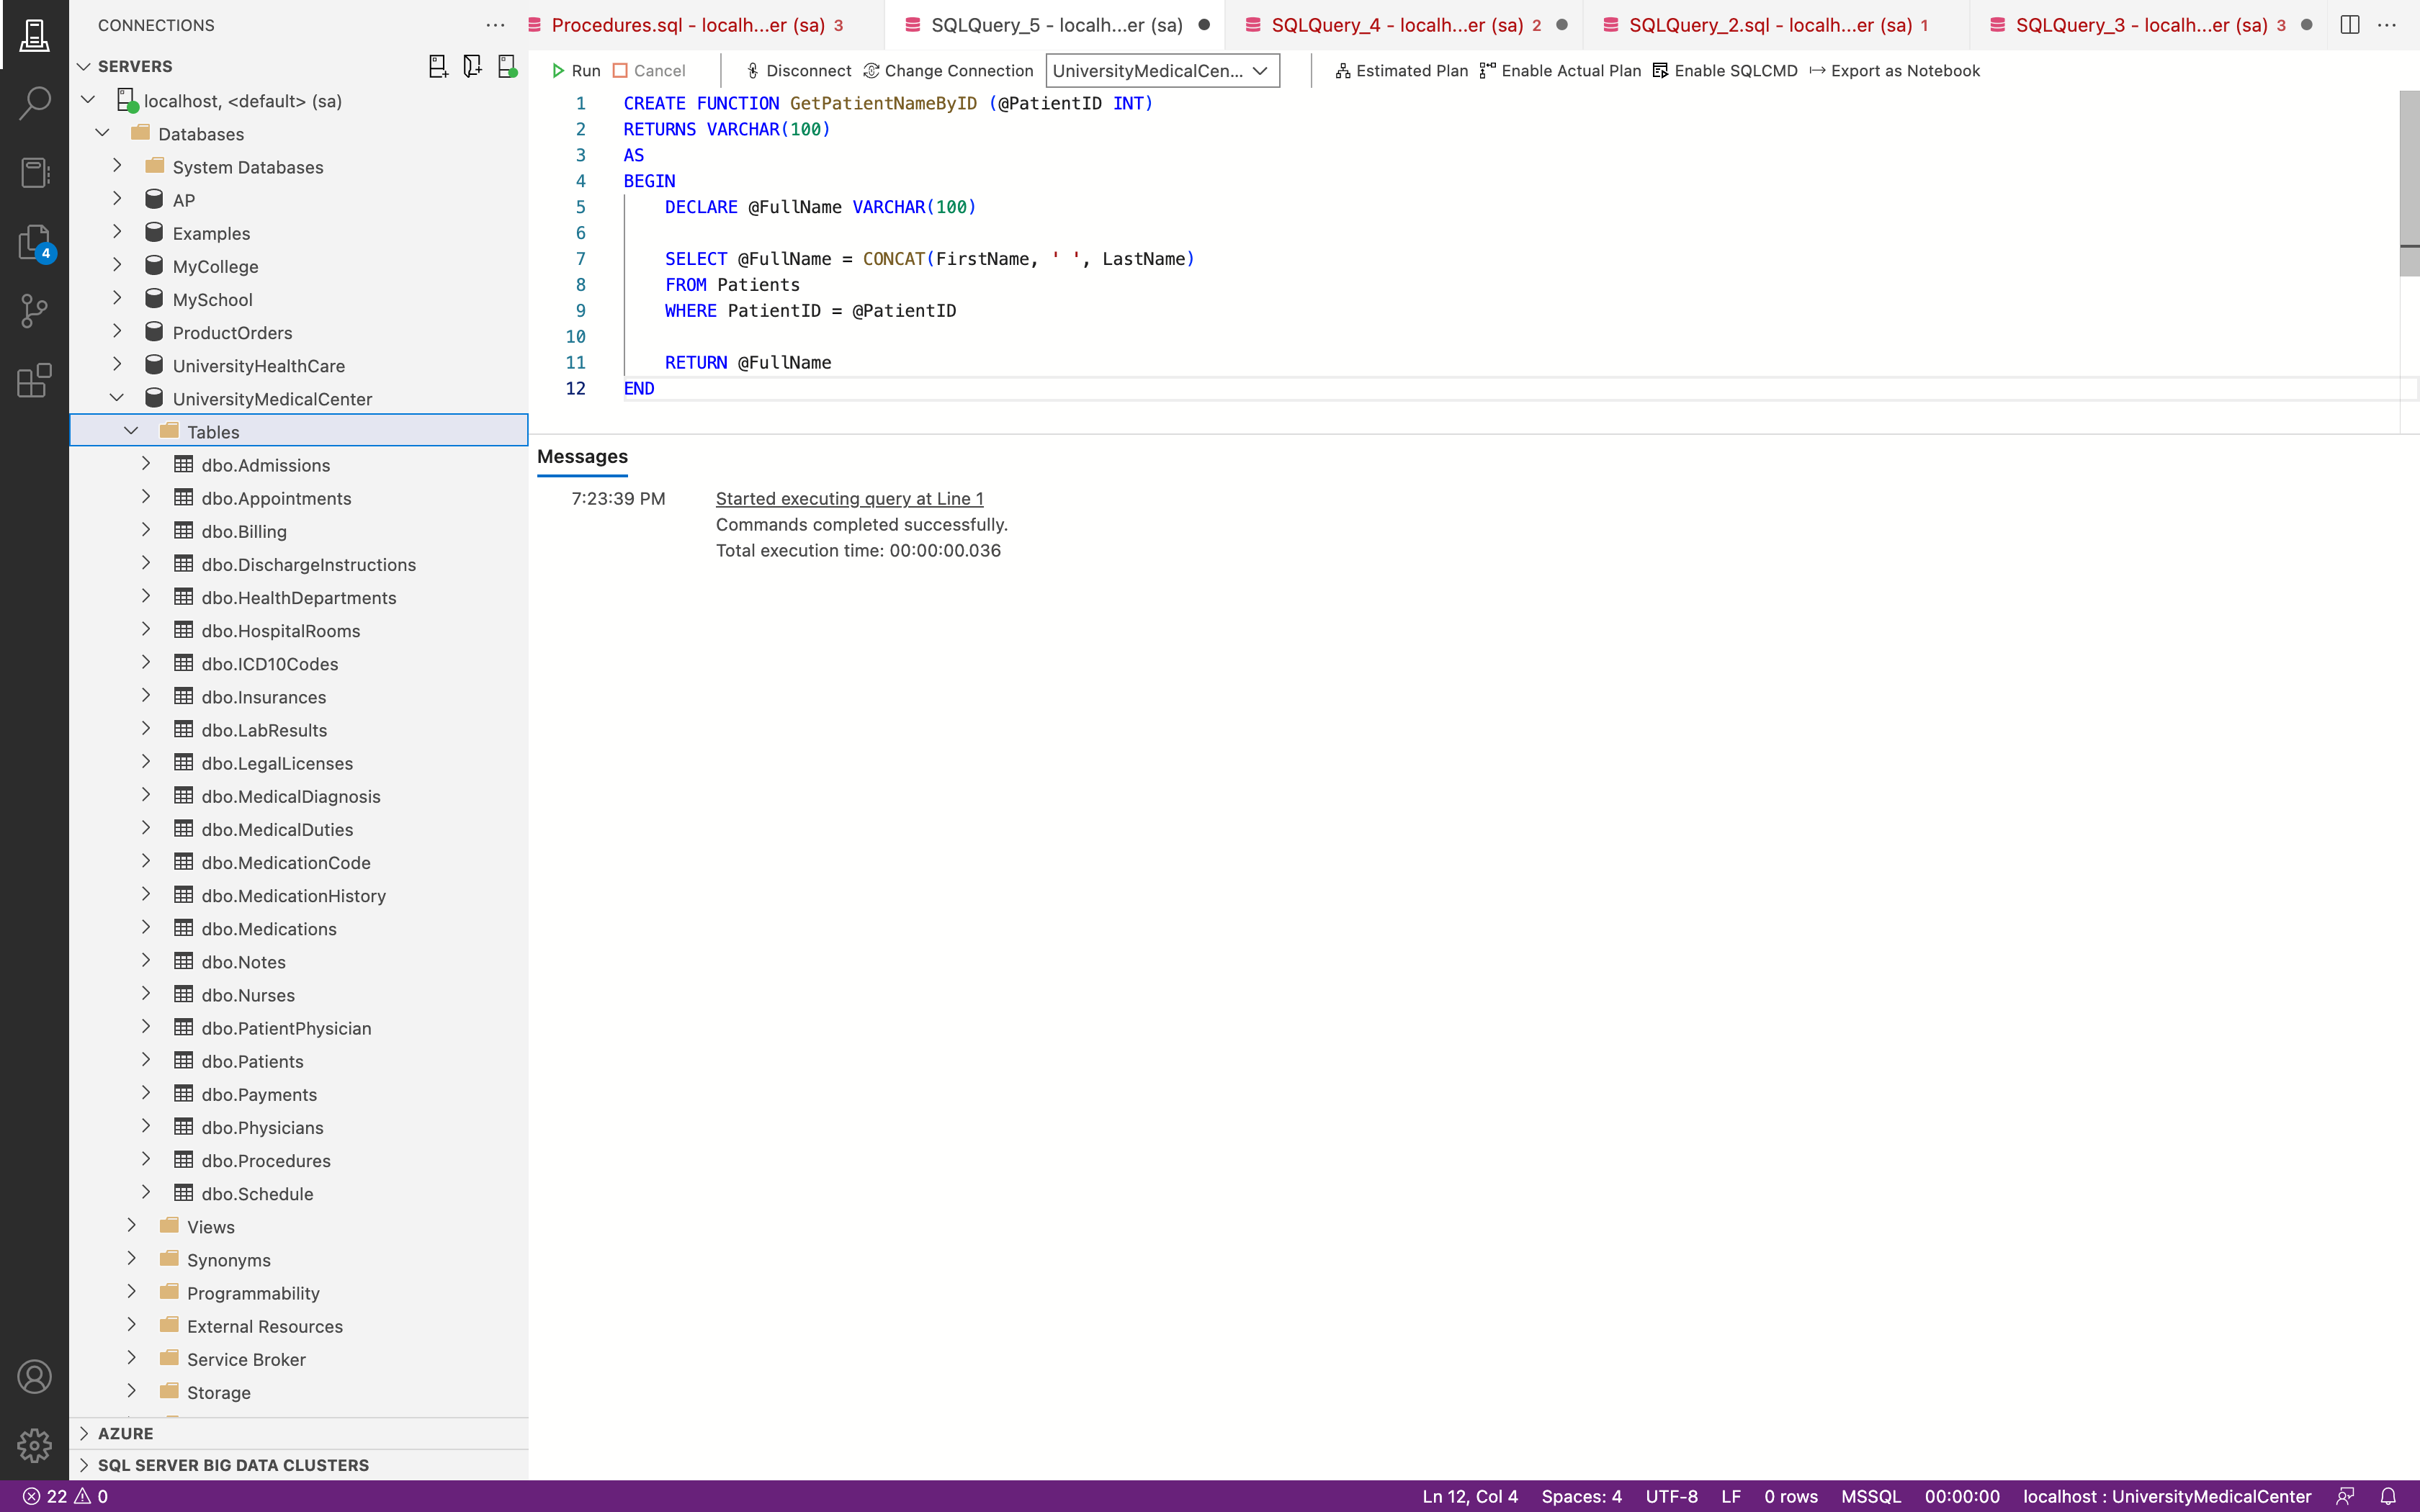 CONNECTIONS
SERVERS
localhost, <default> (sa)
Databases
System Databases
AP
Examples
MyCollege
MySchool
ProductOrders
UniversityHealthCare
UniversityMedicalCenter
Tables
dbo.Admissions
dbo.Appointments
dbo.Billing
dbo.DischargeInstructions
dbo.HealthDepartments
dbo.HospitalRooms
dbo.ICD10Codes
dbo.Insurances
dbo.LabResults
dbo.LegalLicenses
dbo.MedicalDiagnosis
dbo.MedicalDuties
dbo.MedicationCode
dbo.MedicationHistory
dbo.Medications
dbo.Notes
dbo.Nurses
dbo.PatientPhysician
dbo.Patients
dbo.Payments
dbo.Physicians
dbo.Procedures
dbo.Schedule
Views
Synonyms
Programmability
External Resources
Service Broker
Storage
AZURE
SQL SERVER BIG DATA CLUSTERS
4
Procedures.sql - localh...er (sa) 3
SQLQuery_5 - localh...er (sa)
SQLQuery_4 - localh...er (sa) 2
SQLQuery_2.sql - localh...er (sa) 1
SQLQuery_3 - localh...er (sa) 3
Run Cancel Disconnect Change Connection UniversityMedicalCen... Estimated Plan Enable Actual Plan Enable SQLCMD Export as Notebook
1 CREATE FUNCTION GetPatientNameByID (@PatientID INT)
2 RETURNS VARCHAR(100)
3 AS
4 BEGIN
5 DECLARE @FullName VARCHAR(100)
6
7 SELECT @FullName = CONCAT(FirstName, ' ', LastName)
8 FROM Patients
9 WHERE PatientID = @PatientID
10
11 RETURN @FullName
12 END
Messages
7:23:39 PM Started executing query at Line 1
Commands completed successfully.
Total execution time: 00:00:00.036
22 0 Ln 12, Col 4 Spaces: 4 UTF-8 LF 0 rows MSSQL 00:00:00 localhost : UniversityMedicalCenter